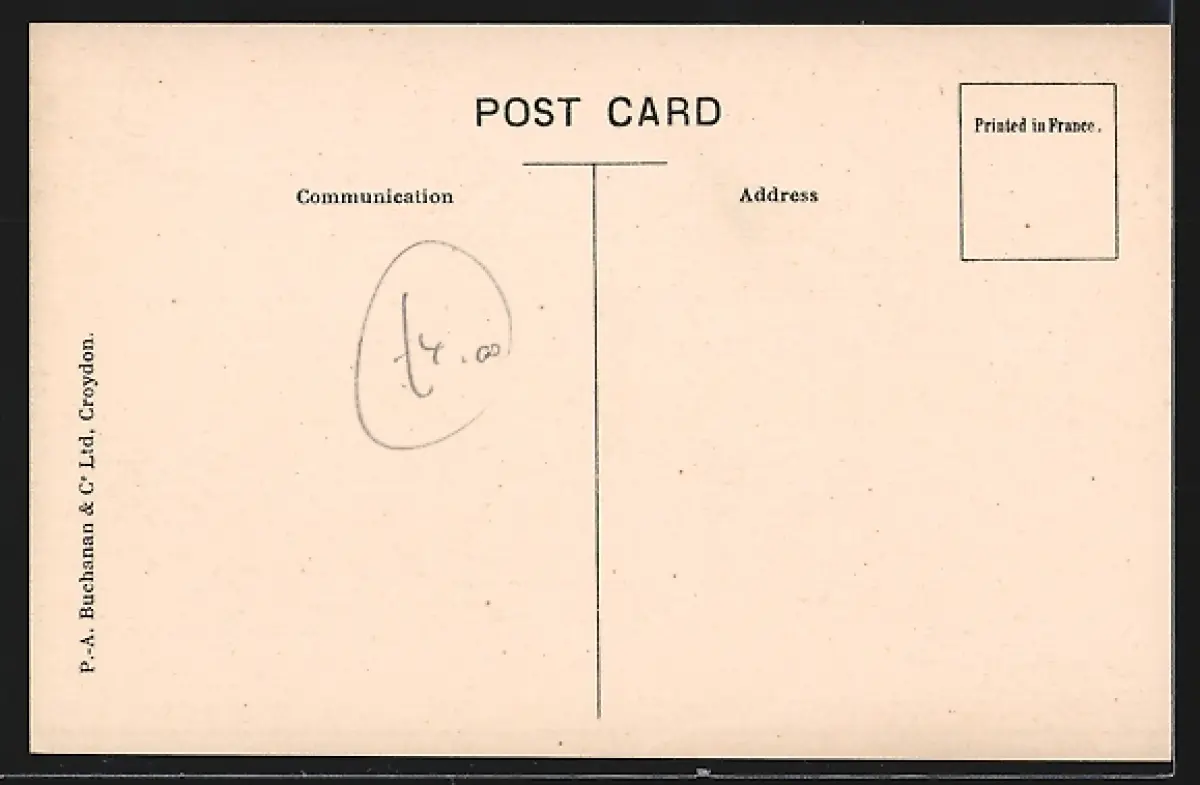 POST CARD
Printed in France.
Communication
Address
£4.00
P.-A. Buchanan & Cº Ltd, Croydon.